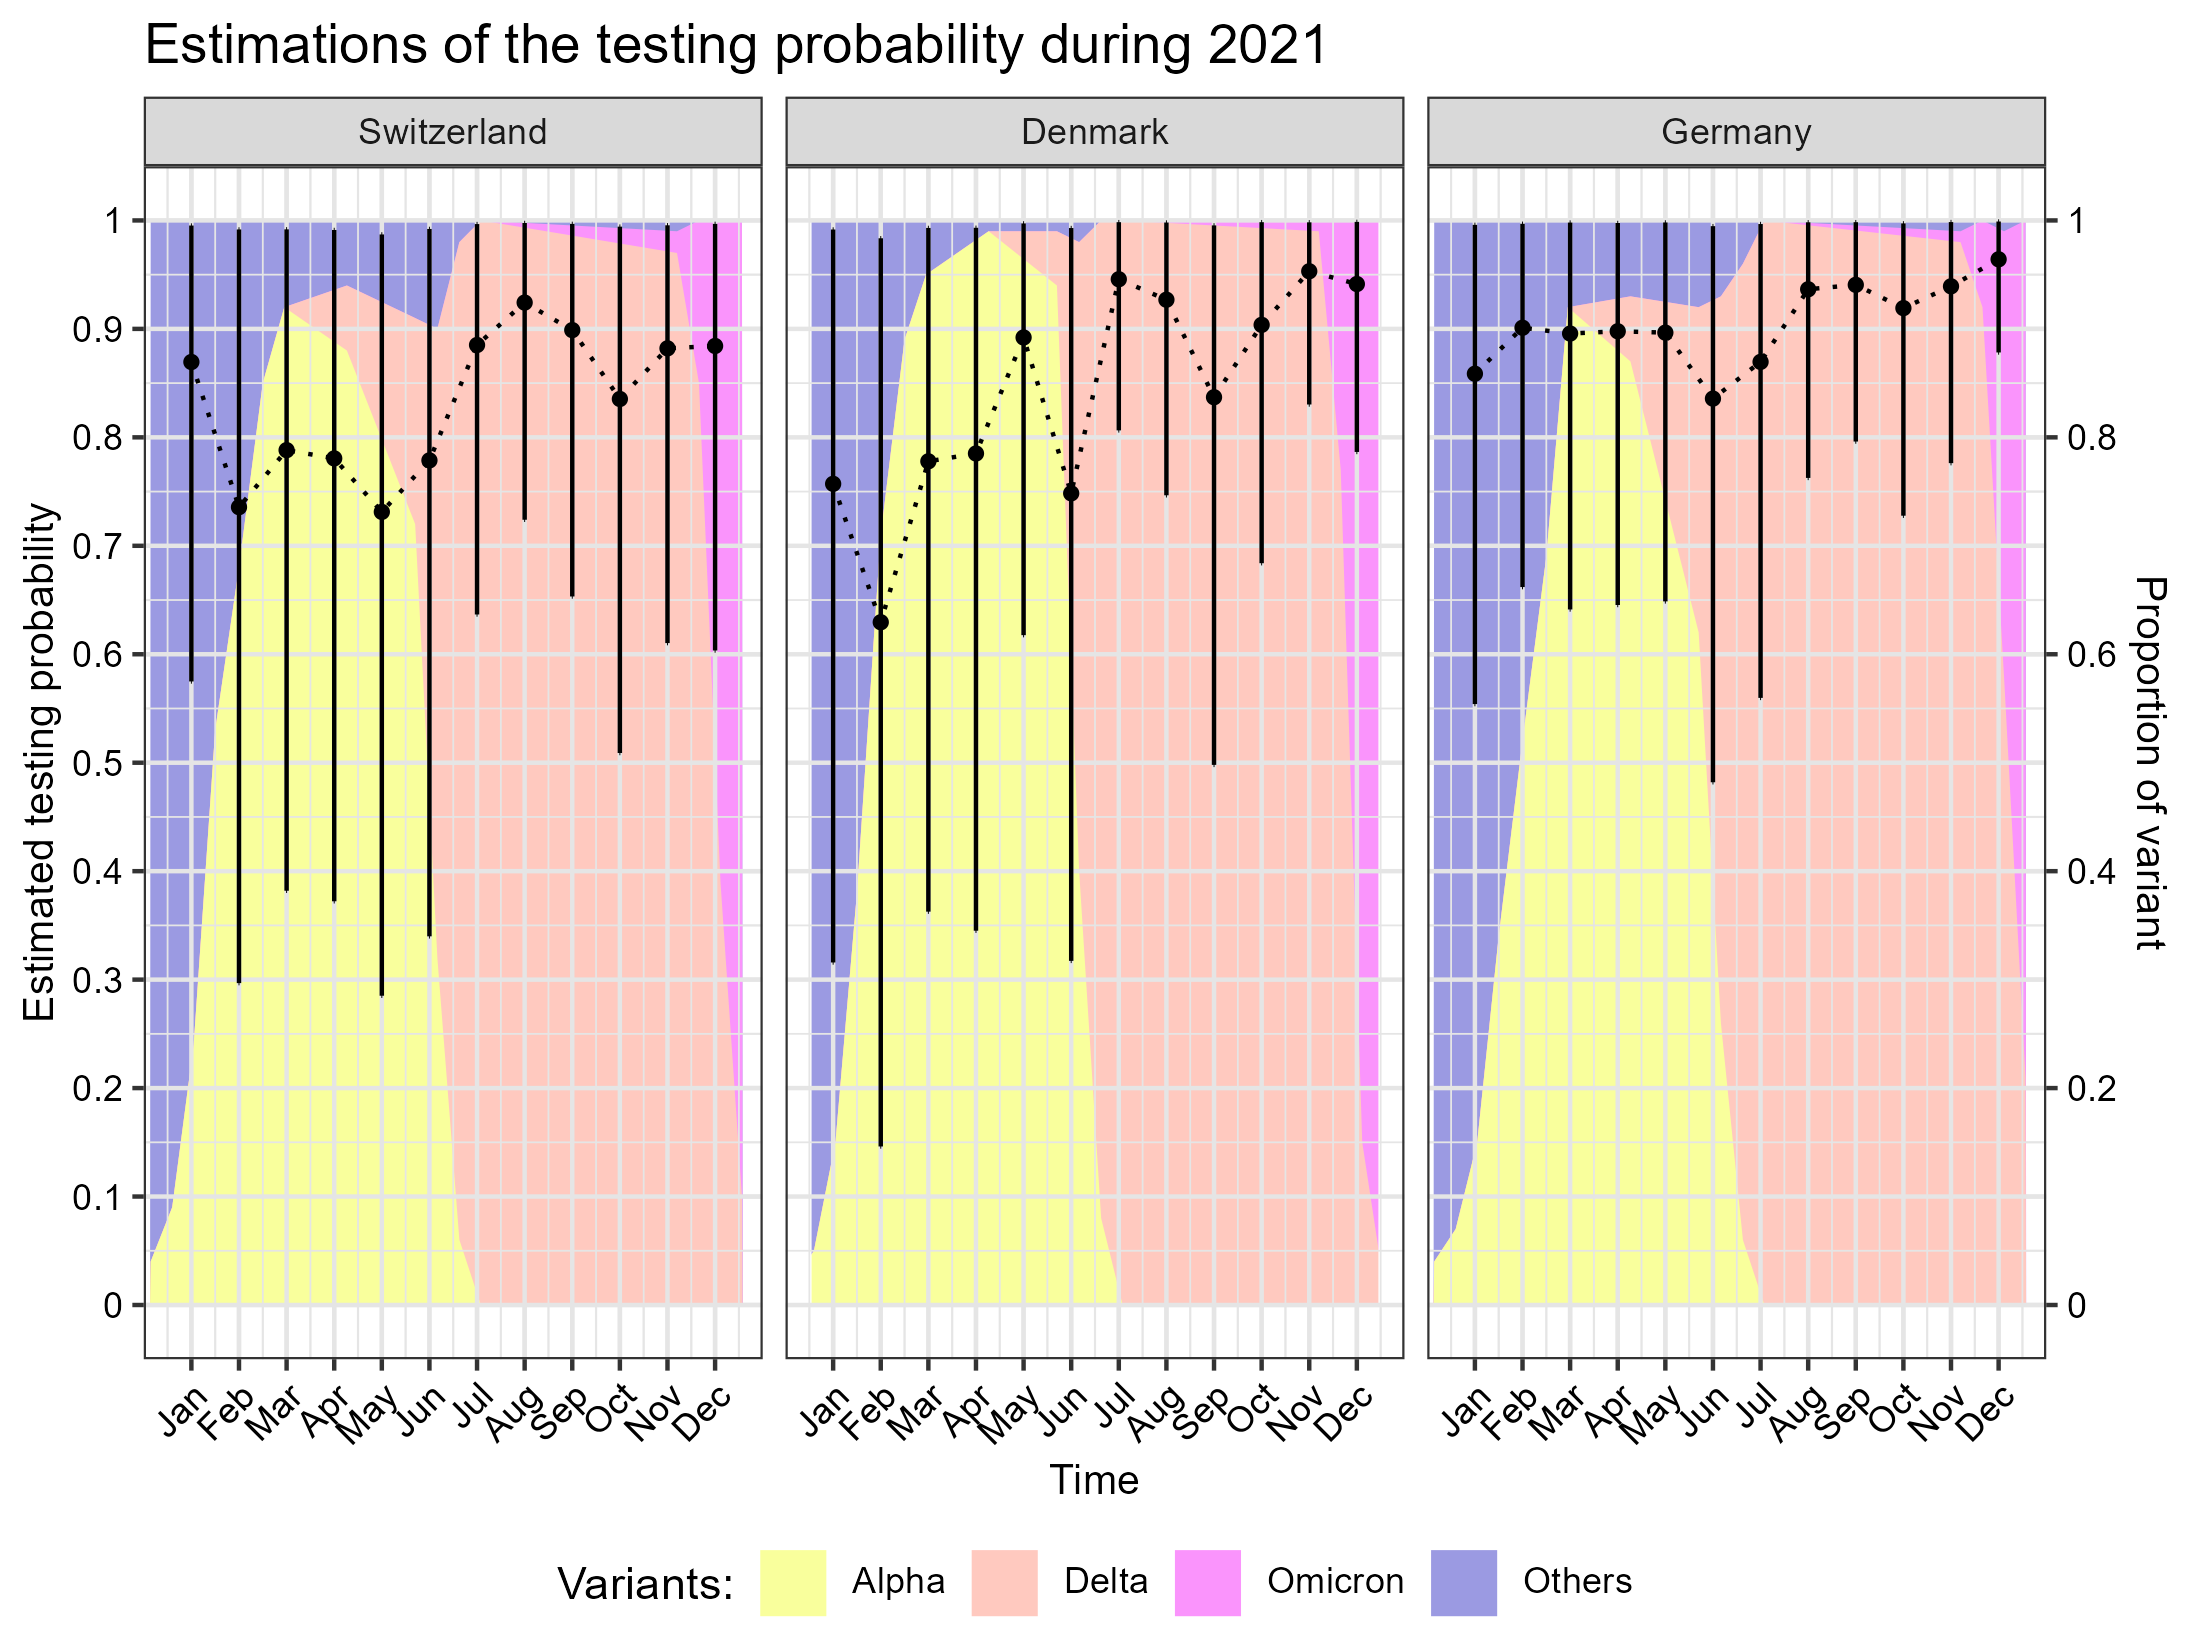 Estimations of the testing probability during 2021
Switzerland
Denmark
Germany
Estimated testing probability
1
0.9
0.8
0.7
0.6
0.5
0.4
0.3
0.2
0.1
0
1
0.8
0.6
0.4
0.2
0
Proportion of variant
Jan Feb Mar Apr May Jun Jul Aug Sep Oct Nov Dec
Jan Feb Mar Apr May Jun Jul Aug Sep Oct Nov Dec
Jan Feb Mar Apr May Jun Jul Aug Sep Oct Nov Dec
Time
Variants: Alpha Delta Omicron Others